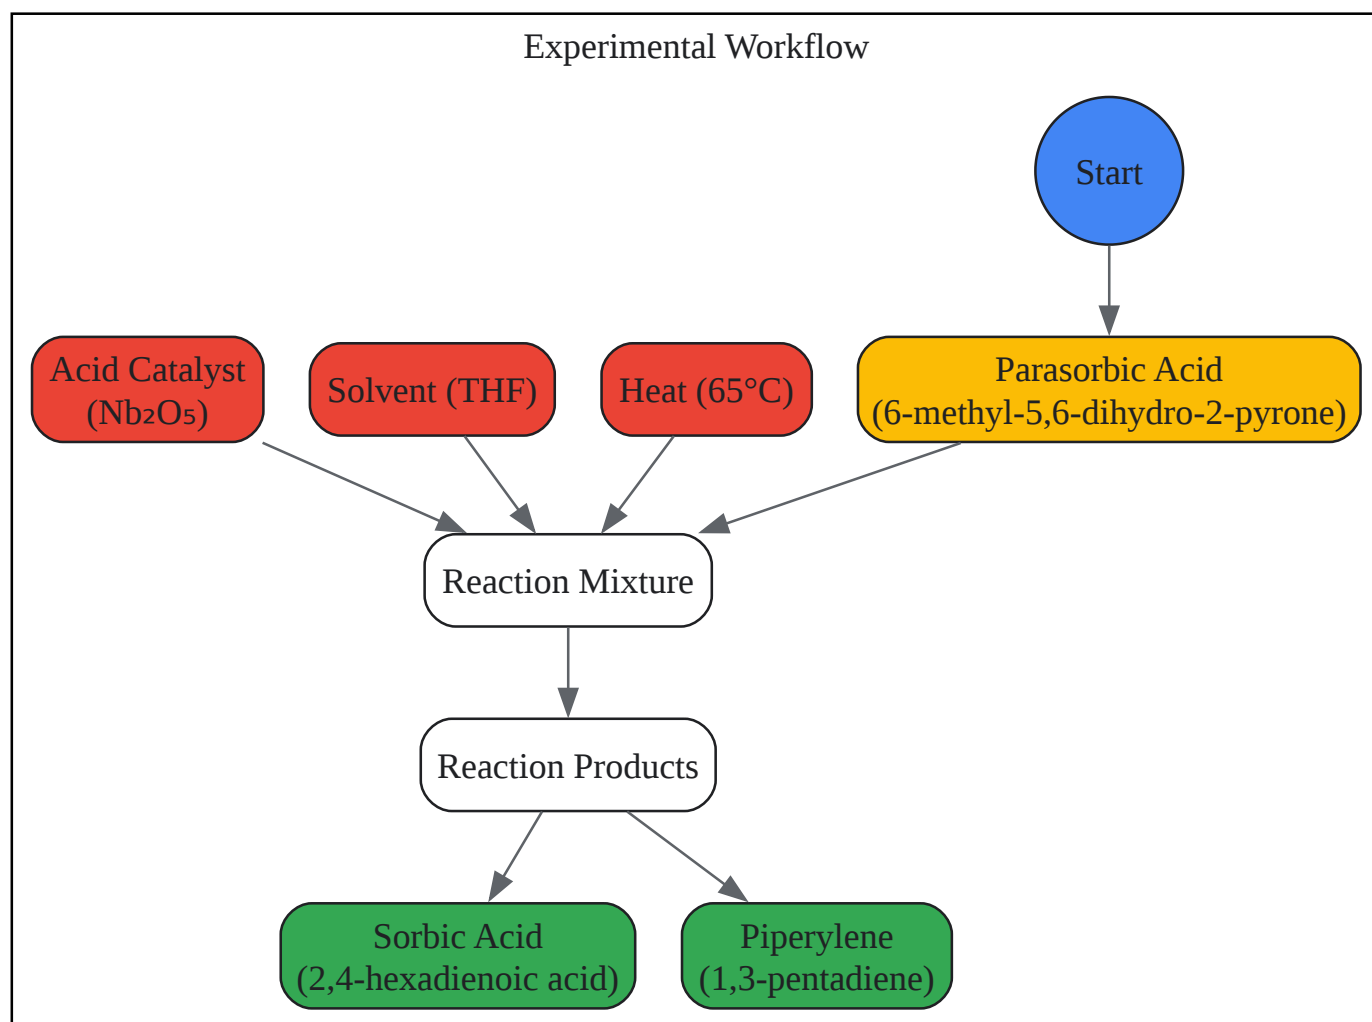 Experimental Workflow
Start
Acid Catalyst
(Nb₂O₅)
Solvent (THF)
Heat (65°C)
Parasorbic Acid
(6-methyl-5,6-dihydro-2-pyrone)
Reaction Mixture
Reaction Products
Sorbic Acid
(2,4-hexadienoic acid)
Piperylene
(1,3-pentadiene)